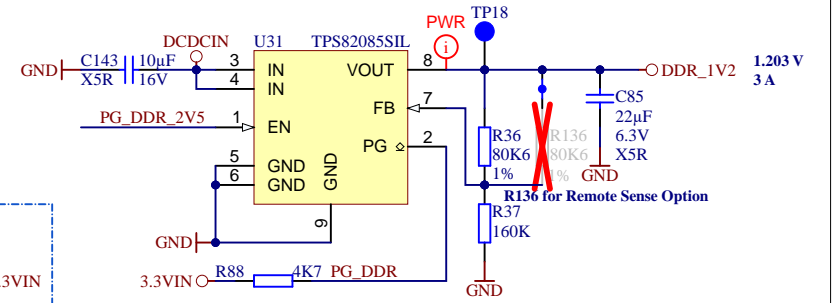 TP18
PWR
i
DCDCIN
U31
TPS82085SIL
C143
10µF
GND
X5R
16V
3
IN
4
IN
VOUT
8
DDR_1V2
1.203 V
3 A
FB
7
C85
22µF
6.3V
X5R
GND
PG_DDR_2V5
1
EN
PG
2
R36
80K6
1%
R136
80K6
1%
R136 for Remote Sense Option
5
GND
6
GND
GND
9
R37
160K
GND
GND
3.3VIN
R88
4K7
PG_DDR
3VIN